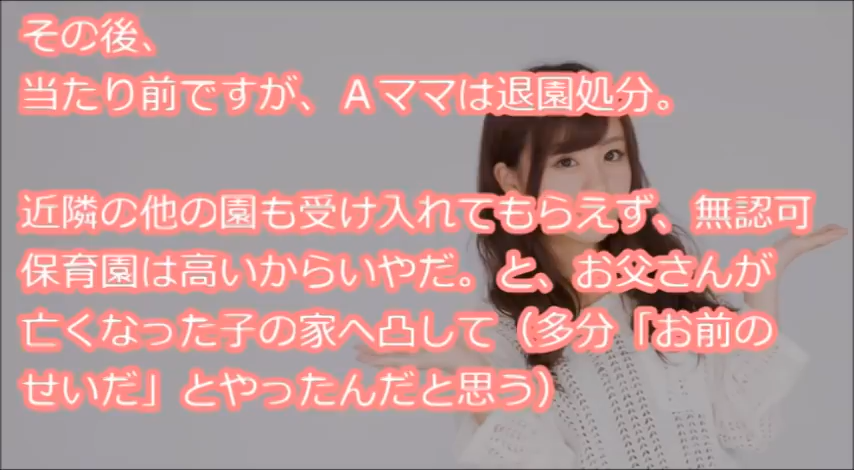 その後、
当たり前ですが、Ａママは退園処分。
近隣の他の園も受け入れてもらえず、無認可
保育園は高いからいやだ。と、お父さんが
亡くなった子の家へ凸して（多分「お前の
せいだ」とやったんだと思う）